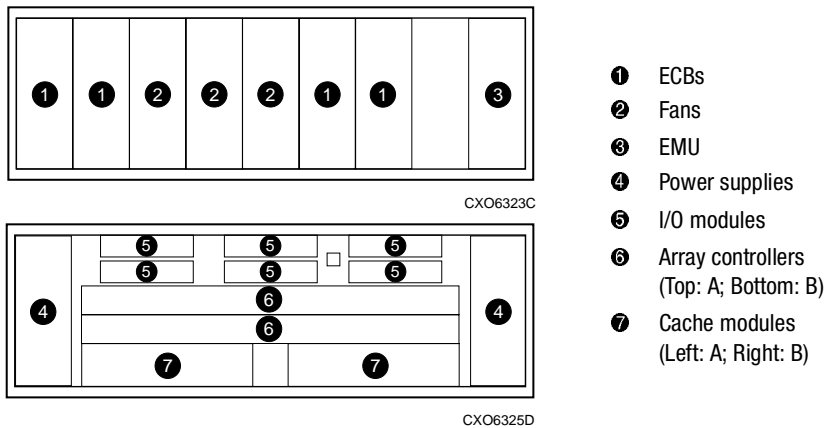 1 1 2 2 2 1 1 3
CXO6323C
5 5 5
5 5 5
6
4 6 4
7 7
CXO6325D
1 ECBs
2 Fans
3 EMU
4 Power supplies
5 I/O modules
6 Array controllers
(Top: A; Bottom: B)
7 Cache modules
(Left: A; Right: B)